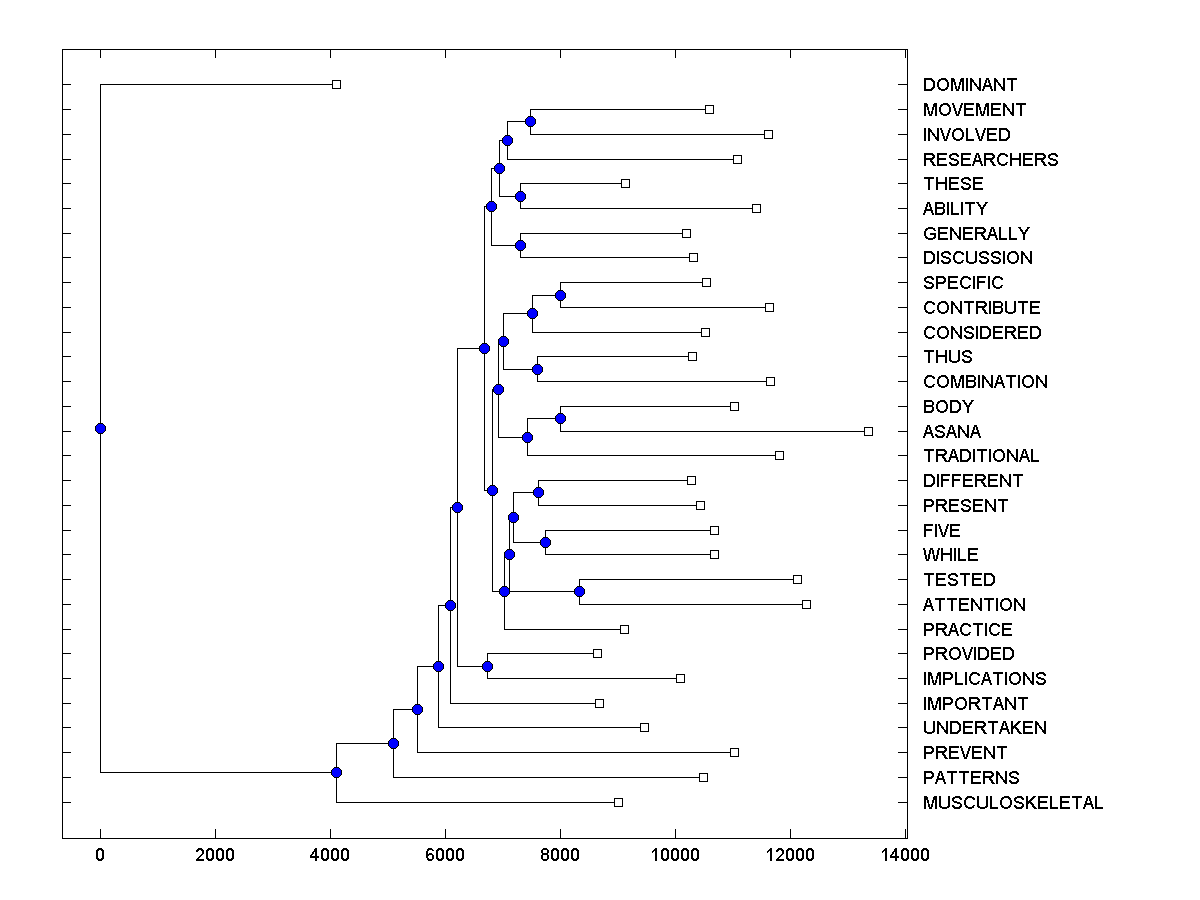 DOMINANT
MOVEMENT
INVOLVED
RESEARCHERS
THESE
ABILITY
GENERALLY
DISCUSSION
SPECIFIC
CONTRIBUTE
CONSIDERED
THUS
COMBINATION
BODY
ASANA
TRADITIONAL
DIFFERENT
PRESENT
FIVE
WHILE
TESTED
ATTENTION
PRACTICE
PROVIDED
IMPLICATIONS
IMPORTANT
UNDERTAKEN
PREVENT
PATTERNS
MUSCULOSKELETAL
0 2000 4000 6000 8000 10000 12000 14000